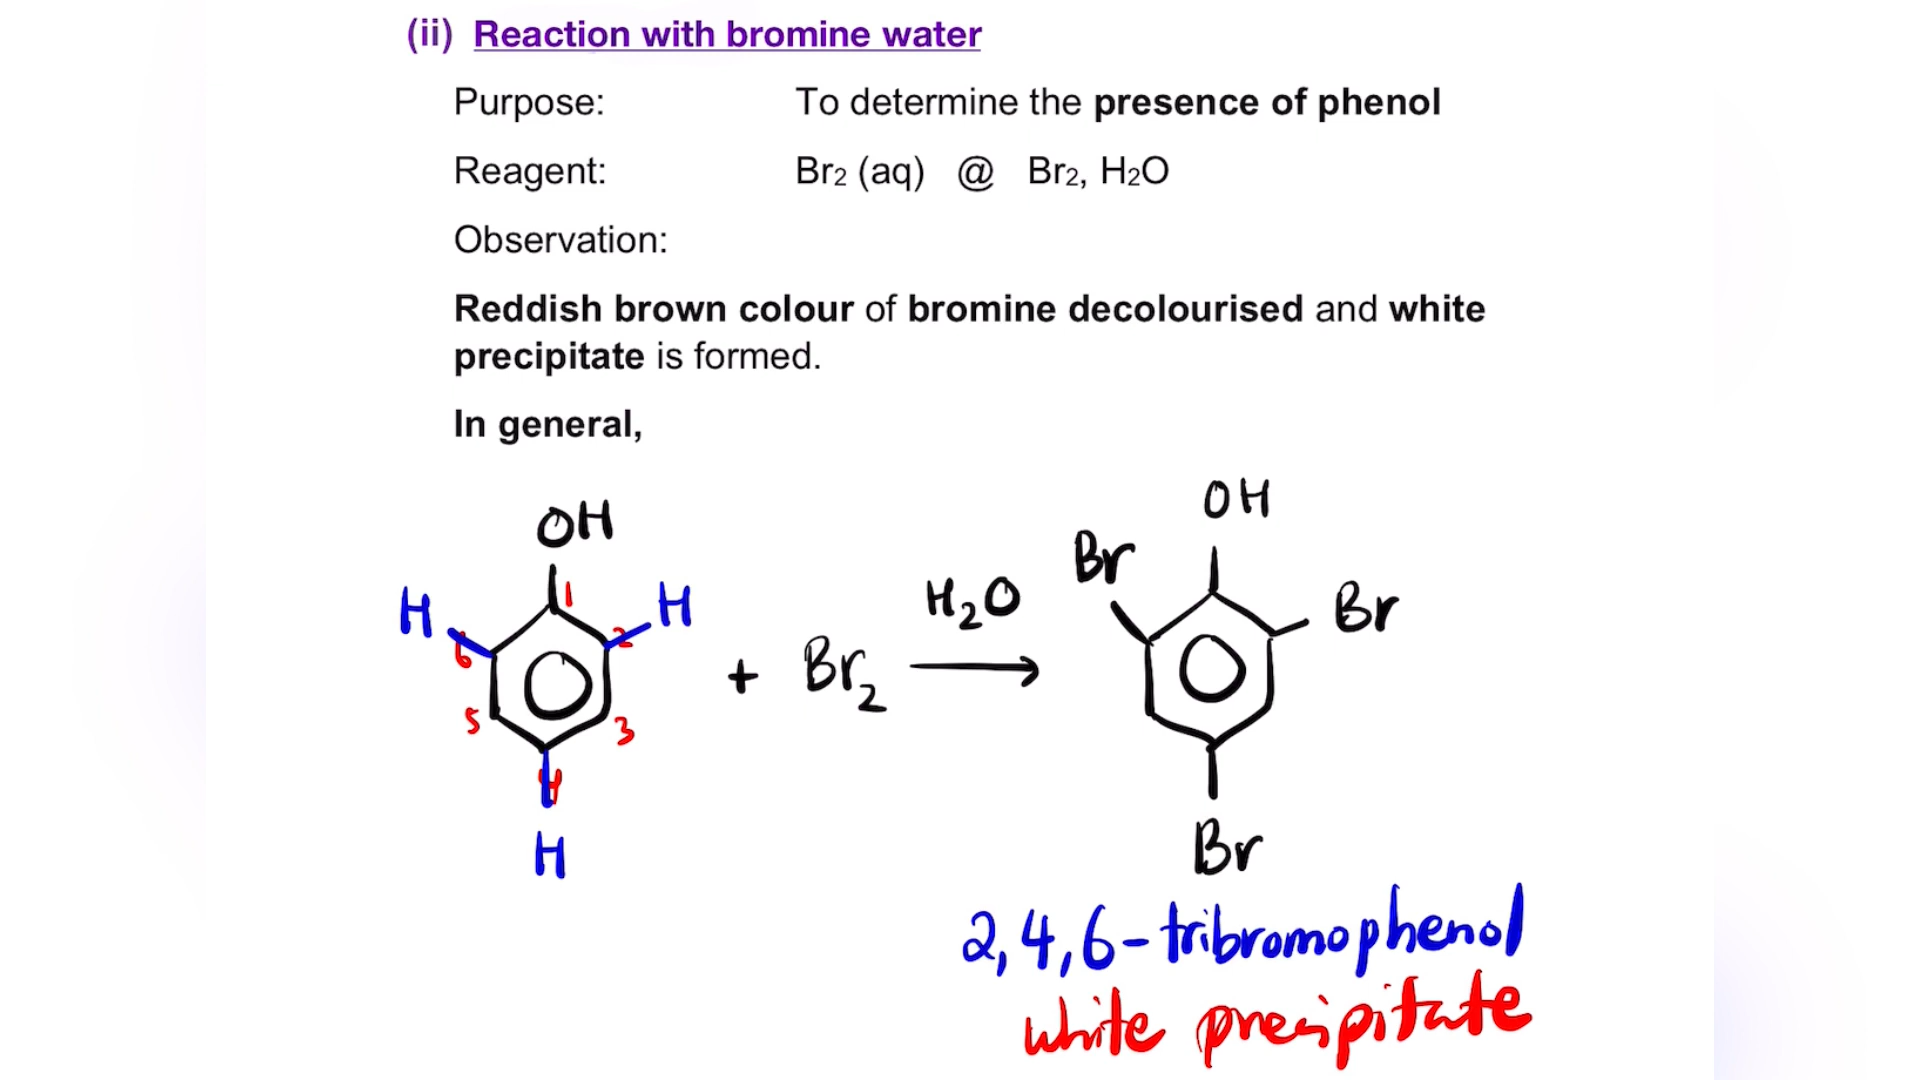 (ii) Reaction with bromine water
Purpose: To determine the presence of phenol
Reagent: Br2 (aq) @ Br2, H2O
Observation:
Reddish brown colour of bromine decolourised and white
precipitate is formed.
In general,
OH
H 6 1 2 H
5 3
4
H
+ Br2
H2O
OH
Br
Br
Br
2,4,6-tribromophenol
white precipitate